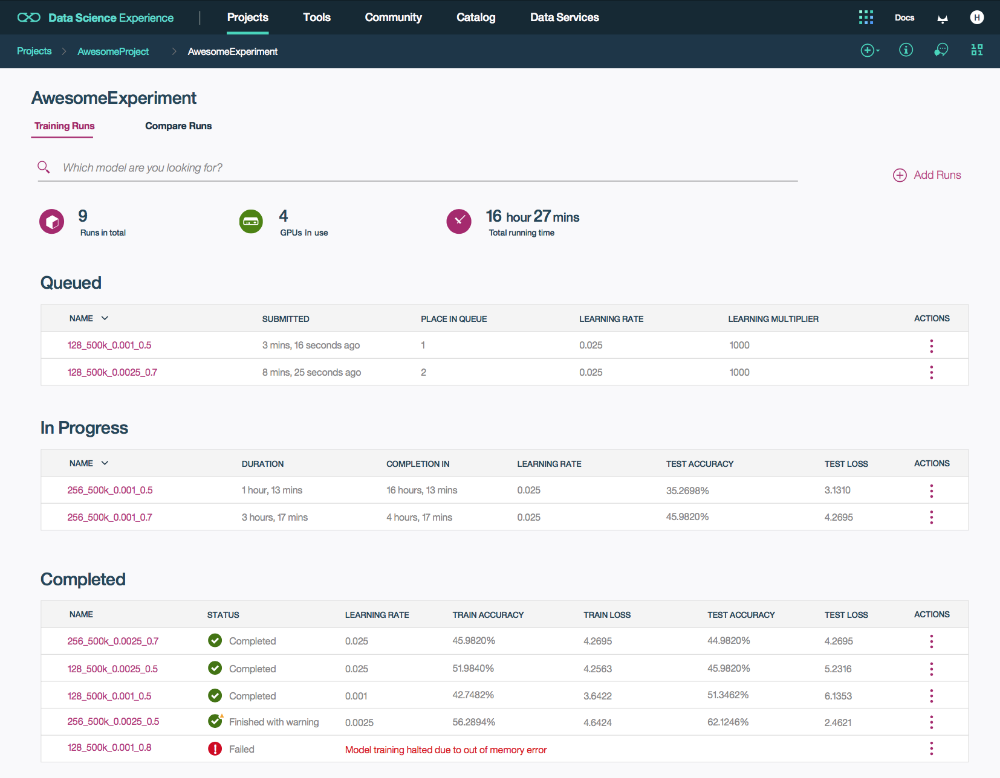 Data Science Experience Projects Tools Community Catalog Data Services Docs H
Projects AwesomeProject AwesomeExperiment
AwesomeExperiment
Training Runs Compare Runs
Which model are you looking for?
Add Runs
9 4 16 hour 27 mins
Runs in total GPUs in use Total running time
Queued
NAME SUBMITTED PLACE IN QUEUE LEARNING RATE LEARNING MULTIPLIER ACTIONS
128_500k_0.001_0.5 3 mins, 16 seconds ago 1 0.025 1000
128_500k_0.0025_0.7 8 mins, 25 seconds ago 2 0.025 1000
In Progress
NAME DURATION COMPLETION IN LEARNING RATE TEST ACCURACY TEST LOSS ACTIONS
256_500k_0.001_0.5 1 hour, 13 mins 16 hours, 13 mins 0.025 35.2698% 3.1310
256_500k_0.001_0.7 3 hours, 17 mins 4 hours, 17 mins 0.025 45.9820% 4.2695
Completed
NAME STATUS LEARNING RATE TRAIN ACCURACY TRAIN LOSS TEST ACCURACY TEST LOSS ACTIONS
256_500k_0.0025_0.7 Completed 0.025 45.9820% 4.2695 44.9820% 4.2695
128_500k_0.0025_0.5 Completed 0.025 51.9840% 4.2563 45.9820% 5.2316
128_500k_0.001_0.5 Completed 0.001 42.7482% 3.6422 51.3462% 6.1353
256_500k_0.0025_0.5 Finished with warning 0.0025 56.2894% 4.6424 62.1246% 2.4621
128_500k_0.001_0.8 Failed Model training halted due to out of memory error